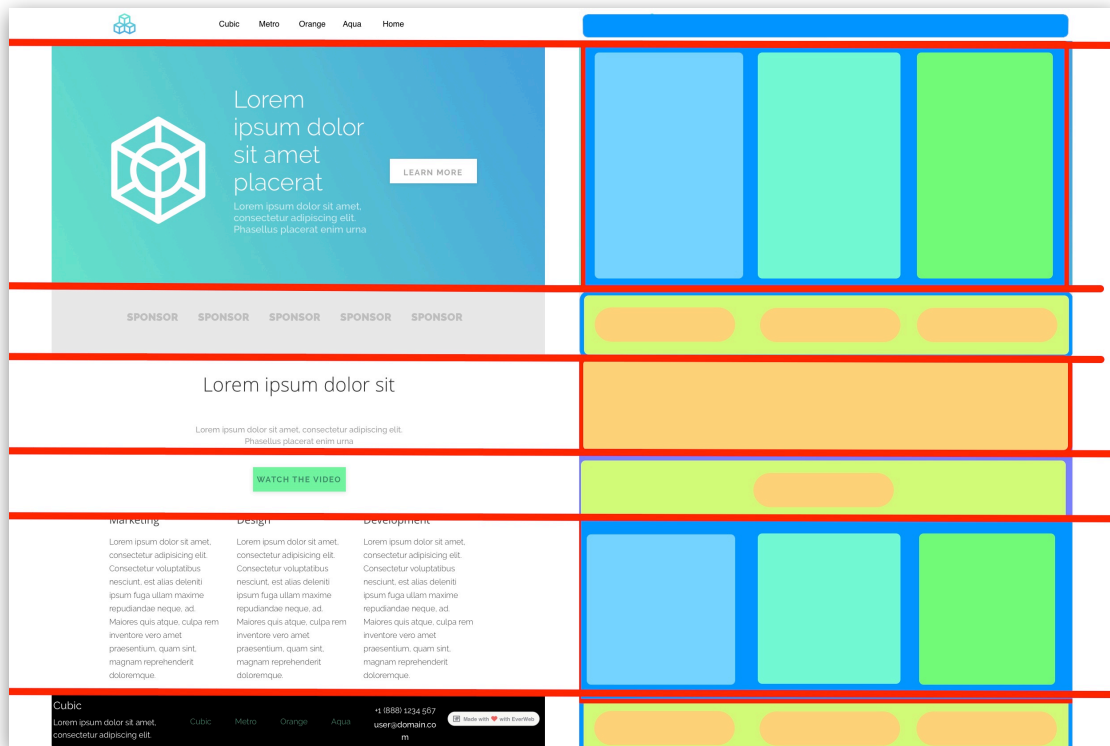 Cubic Metro Orange Aqua Home
Lorem
ipsum dolor
sit amet
placerat
Lorem ipsum dolor sit amet,
consectetur adipiscing elit.
Phasellus placerat enim urna
LEARN MORE
SPONSOR SPONSOR SPONSOR SPONSOR SPONSOR
Lorem ipsum dolor sit
Lorem ipsum dolor sit amet, consectetur adipiscing elit.
Phasellus placerat enim urna
WATCH THE VIDEO
Marketing
Lorem ipsum dolor sit amet,
consectetur adipisicing elit.
Consectetur voluptatibus
nesciunt, est alias deleniti
ipsum fuga ullam maxime
repudiandae neque, ad.
Maiores quis atque, culpa rem
inventore vero amet
praesentium, quam sint,
magnam reprehenderit
doloremque.
Design
Lorem ipsum dolor sit amet,
consectetur adipisicing elit.
Consectetur voluptatibus
nesciunt, est alias deleniti
ipsum fuga ullam maxime
repudiandae neque, ad.
Maiores quis atque, culpa rem
inventore vero amet
praesentium, quam sint,
magnam reprehenderit
doloremque.
Development
Lorem ipsum dolor sit amet,
consectetur adipisicing elit.
Consectetur voluptatibus
nesciunt, est alias deleniti
ipsum fuga ullam maxime
repudiandae neque, ad.
Maiores quis atque, culpa rem
inventore vero amet
praesentium, quam sint,
magnam reprehenderit
doloremque.
Cubic
Lorem ipsum dolor sit amet,
consectetur adipiscing elit.
Cubic Metro Orange Aqua
+1 (888) 1234 567
user@domain.co
m
Made with ❤ with EverWeb